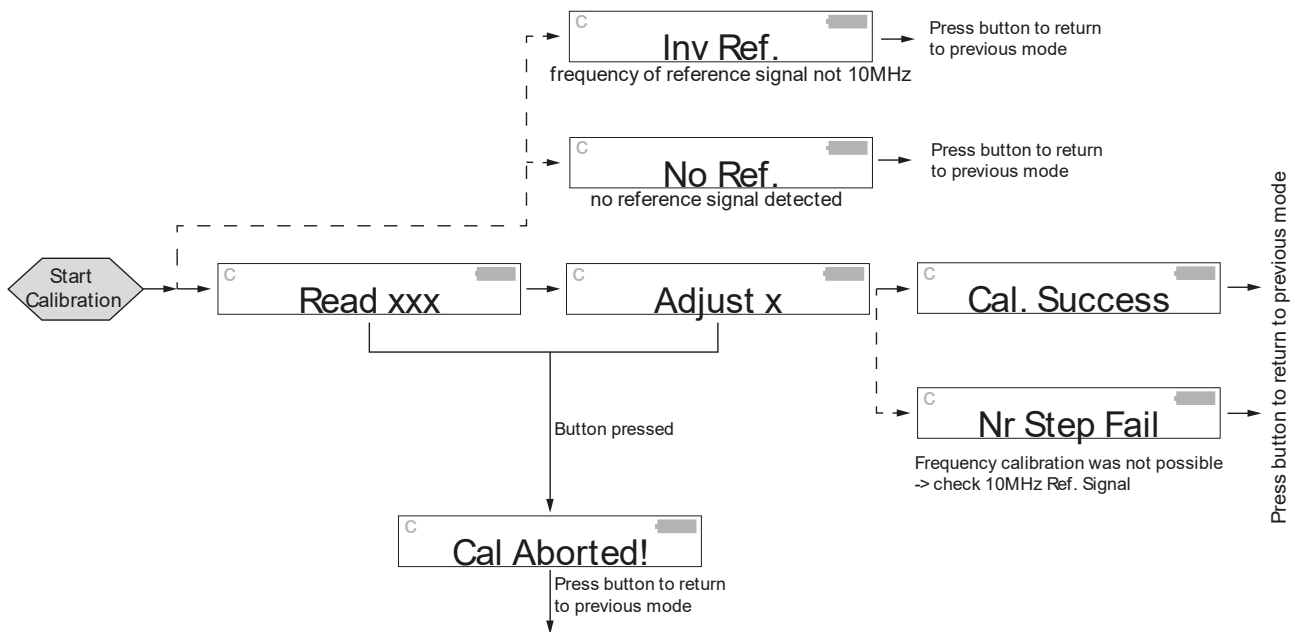 C
Inv Ref.
frequency of reference signal not 10MHz
Press button to return
to previous mode
C
No Ref.
no reference signal detected
Press button to return
to previous mode
Start
Calibration
C
Read xxx
C
Adjust x
C
Cal. Success
Press button to return to previous mode
C
Nr Step Fail
Frequency calibration was not possible
-> check 10MHz Ref. Signal
Button pressed
C
Cal Aborted!
Press button to return
to previous mode